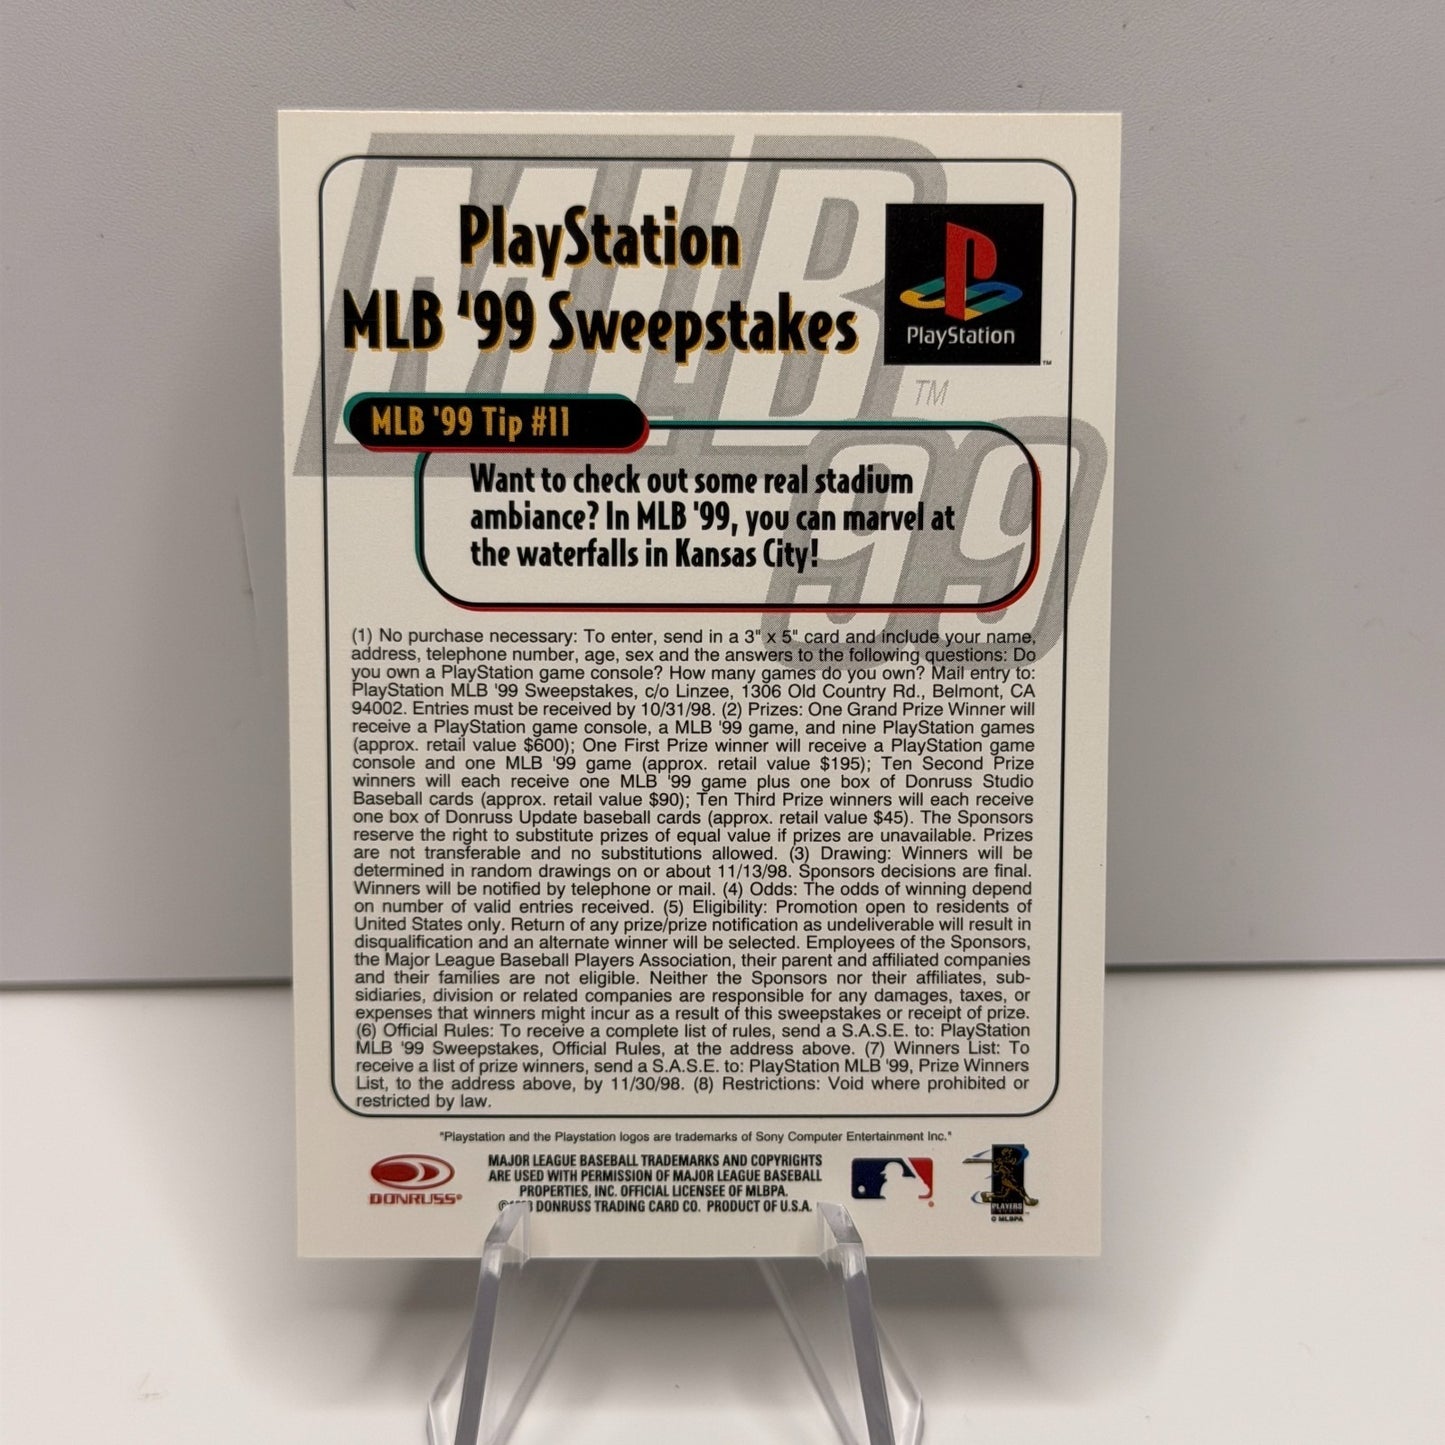 MLB
99
TM
PlayStation
MLB '99 Sweepstakes
PlayStation
TM
MLB '99 Tip #11
Want to check out some real stadium
ambiance? In MLB '99, you can marvel at
the waterfalls in Kansas City!
(1) No purchase necessary: To enter, send in a 3" x 5" card and include your name,
address, telephone number, age, sex and the answers to the following questions: Do
you own a PlayStation game console? How many games do you own? Mail entry to:
PlayStation MLB '99 Sweepstakes, c/o Linzee, 1306 Old Country Rd., Belmont, CA
94002. Entries must be received by 10/31/98. (2) Prizes: One Grand Prize Winner will
receive a PlayStation game console, a MLB '99 game, and nine PlayStation games
(approx. retail value $600); One First Prize winner will receive a PlayStation game
console and one MLB '99 game (approx. retail value $195); Ten Second Prize
winners will each receive one MLB '99 game plus one box of Donruss Studio
Baseball cards (approx. retail value $90); Ten Third Prize winners will each receive
one box of Donruss Update baseball cards (approx. retail value $45). The Sponsors
reserve the right to substitute prizes of equal value if prizes are unavailable. Prizes
are not transferable and no substitutions allowed. (3) Drawing: Winners will be
determined in random drawings on or about 11/13/98. Sponsors decisions are final.
Winners will be notified by telephone or mail. (4) Odds: The odds of winning depend
on number of valid entries received. (5) Eligibility: Promotion open to residents of
United States only. Return of any prize/prize notification as undeliverable will result in
disqualification and an alternate winner will be selected. Employees of the Sponsors,
the Major League Baseball Players Association, their parent and affiliated companies
and their families are not eligible. Neither the Sponsors nor their affiliates, sub-
sidiaries, division or related companies are responsible for any damages, taxes, or
expenses that winners might incur as a result of this sweepstakes or receipt of prize.
(6) Official Rules: To receive a complete list of rules, send a S.A.S.E. to: PlayStation
MLB '99 Sweepstakes, Official Rules, at the address above. (7) Winners List: To
receive a list of prize winners, send a S.A.S.E. to: PlayStation MLB '99, Prize Winners
List, to the address above, by 11/30/98. (8) Restrictions: Void where prohibited or
restricted by law.
"Playstation and the Playstation logos are trademarks of Sony Computer Entertainment Inc."
DONRUSS®
MAJOR LEAGUE BASEBALL TRADEMARKS AND COPYRIGHTS
ARE USED WITH PERMISSION OF MAJOR LEAGUE BASEBALL
PROPERTIES, INC. OFFICIAL LICENSEE OF MLBPA.
DONRUSS TRADING CARD CO. PRODUCT OF U.S.A.
PLAYERS
© MLBPA